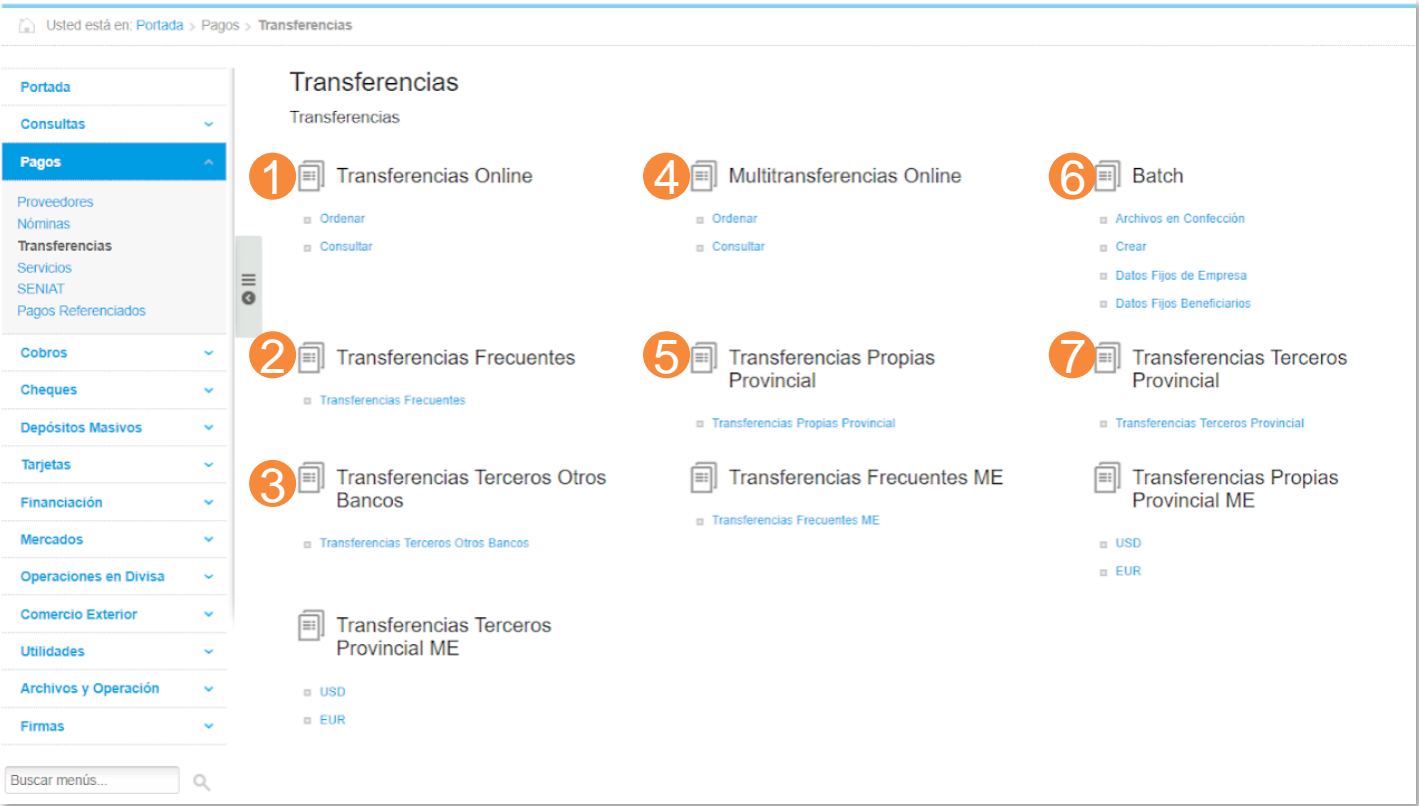 Usted está en: Portada > Pagos > Transferencias
Portada
Consultas
Pagos
Proveedores
Nóminas
Transferencias
Servicios
SENIAT
Pagos Referenciados
Cobros
Cheques
Depósitos Masivos
Tarjetas
Financiación
Mercados
Operaciones en Divisa
Comercio Exterior
Utilidades
Archivos y Operación
Firmas
Buscar menús...
Transferencias
Transferencias
1 Transferencias Online
Ordenar
Consultar
4 Multitransferencias Online
Ordenar
Consultar
6 Batch
Archivos en Confección
Crear
Datos Fijos de Empresa
Datos Fijos Beneficiarios
2 Transferencias Frecuentes
Transferencias Frecuentes
5 Transferencias Propias
Provincial
Transferencias Propias Provincial
7 Transferencias Terceros
Provincial
Transferencias Terceros Provincial
3 Transferencias Terceros Otros
Bancos
Transferencias Terceros Otros Bancos
Transferencias Frecuentes ME
Transferencias Frecuentes ME
Transferencias Propias
Provincial ME
USD
EUR
Transferencias Terceros
Provincial ME
USD
EUR